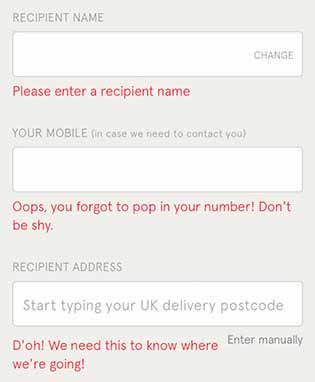 RECIPIENT NAME
CHANGE
Please enter a recipient name
YOUR MOBILE (in case we need to contact you)
Oops, you forgot to pop in your number! Don't
be shy.
RECIPIENT ADDRESS
Start typing your UK delivery postcode
Enter manually
D'oh! We need this to know where
we're going!